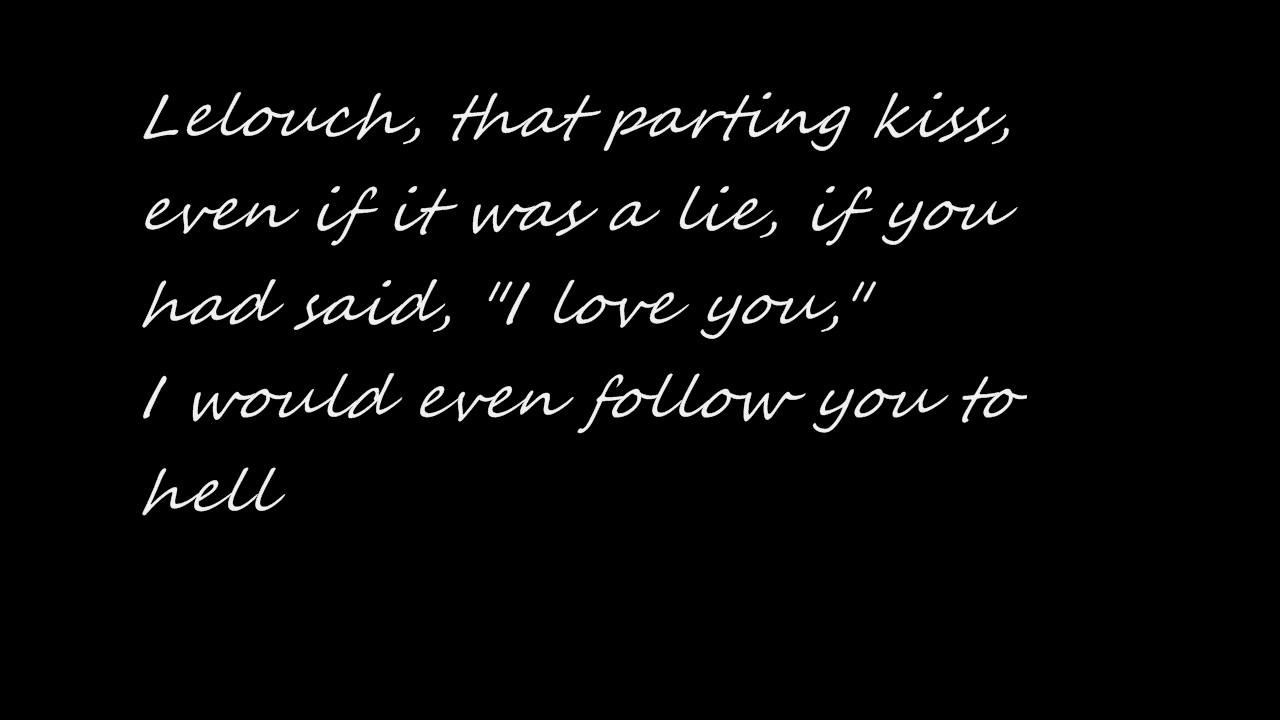 Lelouch, that parting kiss,
even if it was a lie, if you
had said, "I love you,"
I would even follow you to
hell